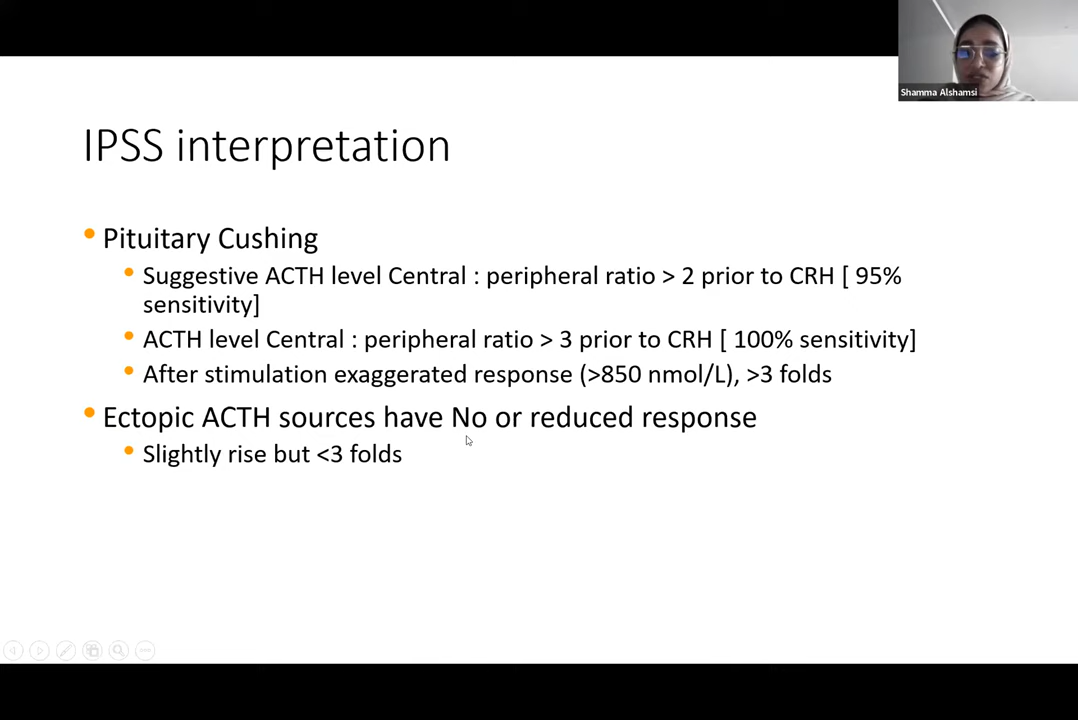 Shamma Alshamsi
IPSS interpretation
• Pituitary Cushing
• Suggestive ACTH level Central : peripheral ratio > 2 prior to CRH [ 95%
sensitivity]
• ACTH level Central : peripheral ratio > 3 prior to CRH [ 100% sensitivity]
• After stimulation exaggerated response (>850 nmol/L), >3 folds
• Ectopic ACTH sources have No or reduced response
• Slightly rise but <3 folds